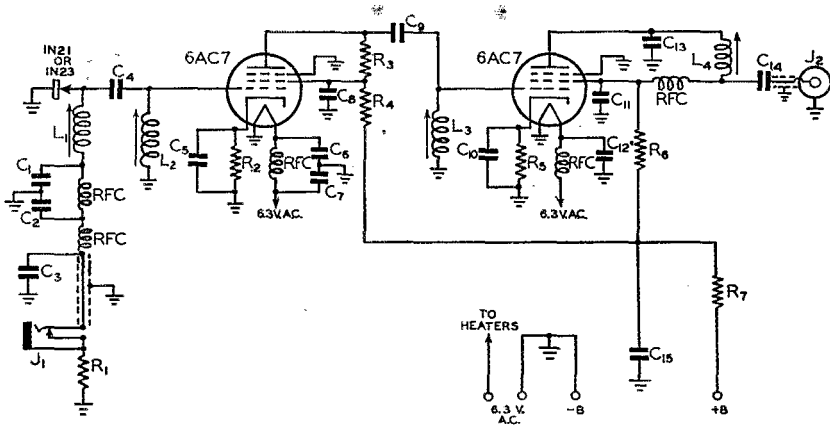 IN21
OR
IN23
C4
6AC7
R3
C9
R4
C8
6AC7
C13
L4
C14
J2
RFC
C11
L1
L2
C5
R2
RFC
C6
C7
6.3V.A.C.
L3
C10
R5
RFC
C12
R6
6.3V.A.C.
C1
C2
RFC
RFC
C3
J1
R1
TO
HEATERS
6.3 V.
A.C.
-B
C15
R7
+B